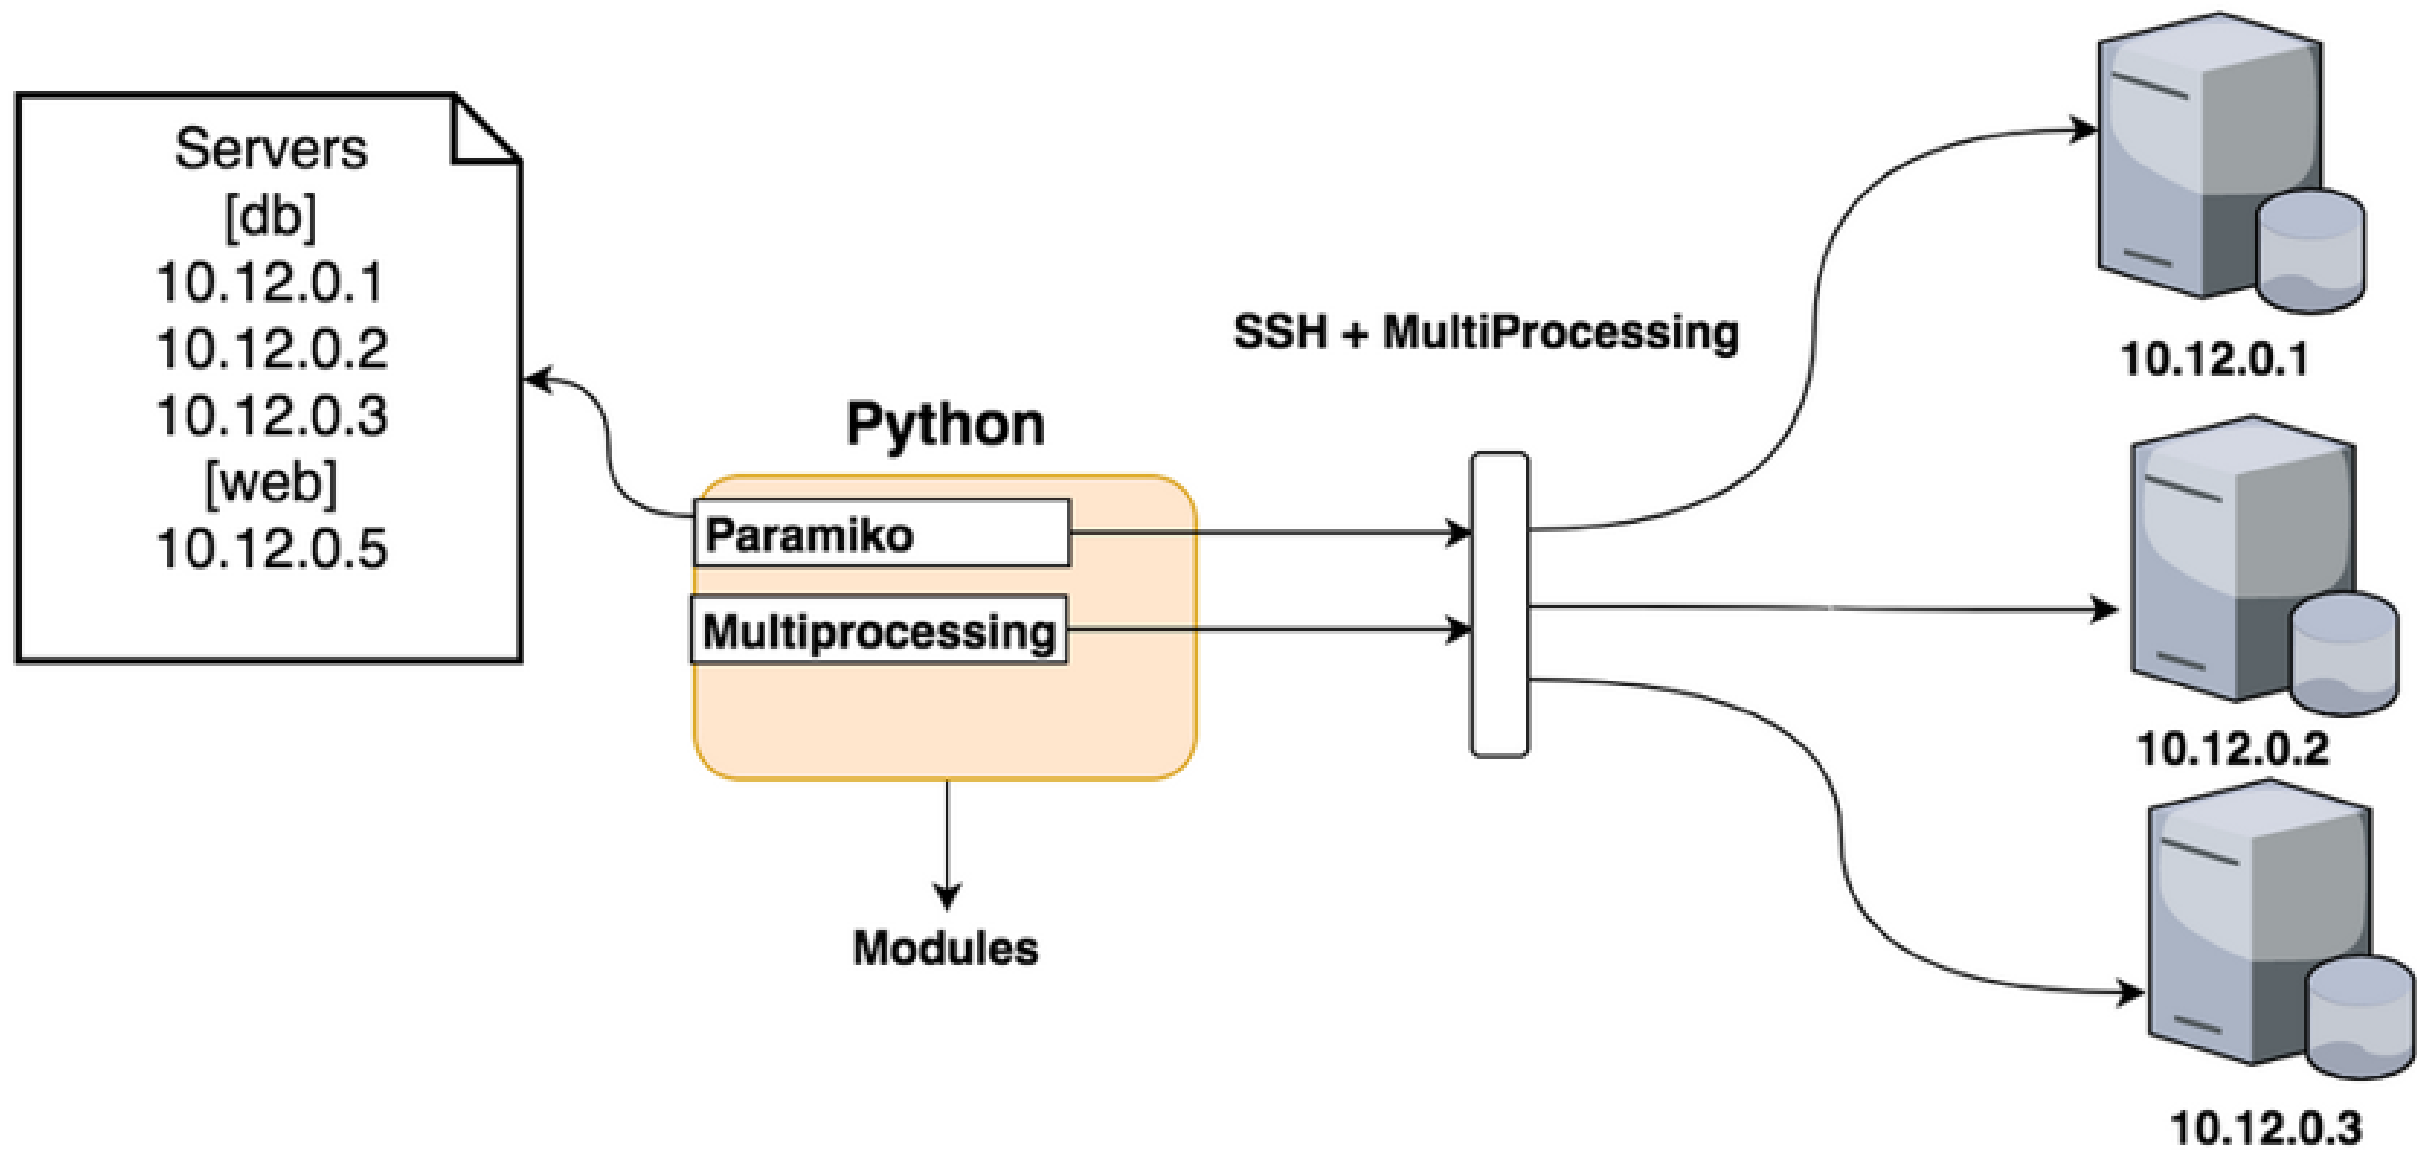 Servers
[db]
10.12.0.1
10.12.0.2
10.12.0.3
[web]
10.12.0.5
Python
Paramiko
Multiprocessing
Modules
SSH + MultiProcessing
10.12.0.1
10.12.0.2
10.12.0.3